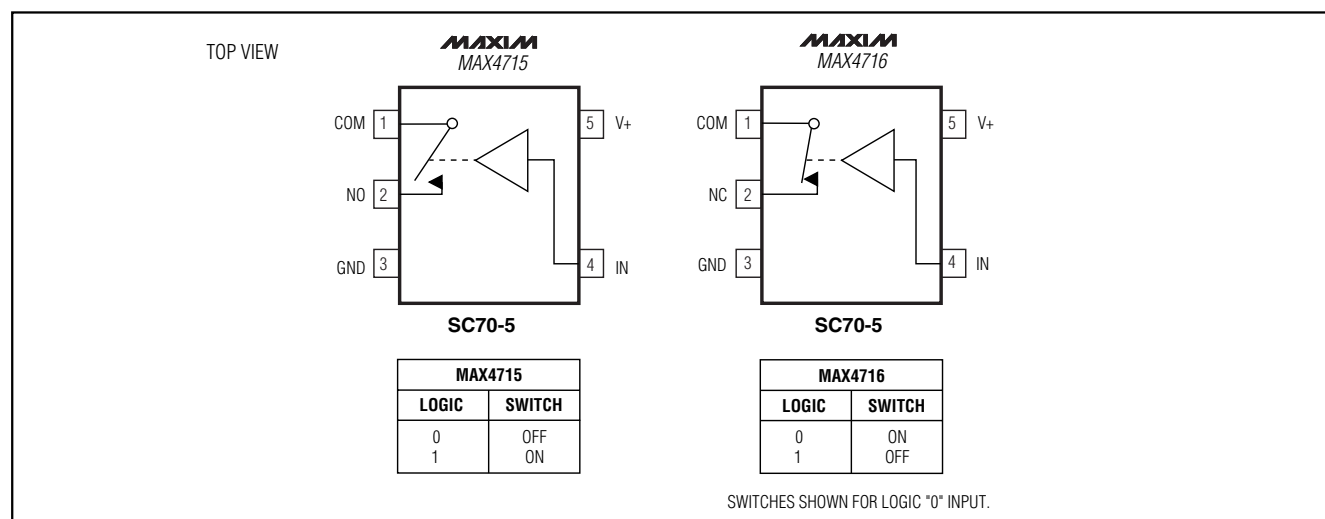 TOP VIEW
MAXIM
MAX4715
COM 1
5 V+
NO 2
GND 3
4 IN
SC70-5
MAX4715
LOGIC SWITCH
0 OFF
1 ON
MAXIM
MAX4716
COM 1
5 V+
NC 2
GND 3
4 IN
SC70-5
MAX4716
LOGIC SWITCH
0 ON
1 OFF
SWITCHES SHOWN FOR LOGIC "0" INPUT.